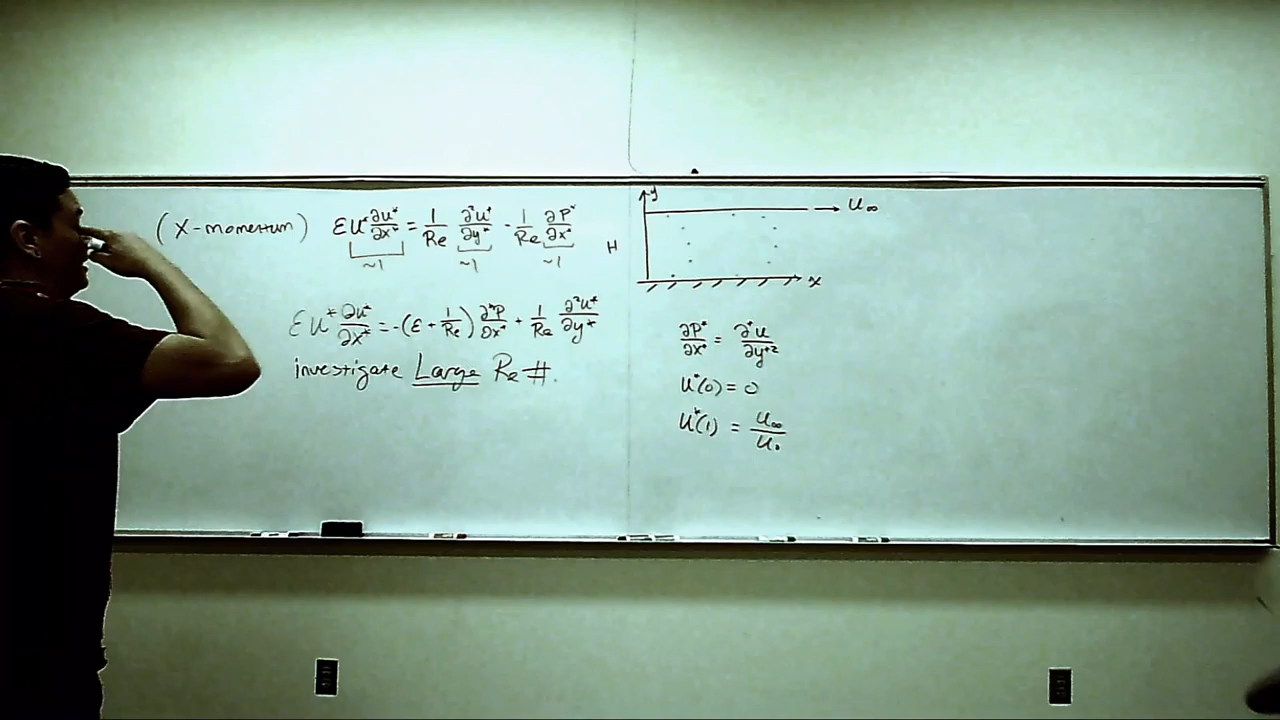 (X-momentum) εu* ∂u*/∂x* = 1/Re ∂²u*/∂y* - 1/Re ∂P*/∂x*
~1 ~1 ~1
εu* ∂u*/∂x* = -(ε + 1/Re) ∂*P/∂x* + 1/Re ∂²u*/∂y*
investigate Large Re #.
y
U∞
H
x
∂P*/∂x* = ∂²u/∂y*²
u*(0) = 0
u*(1) = U∞/U₀